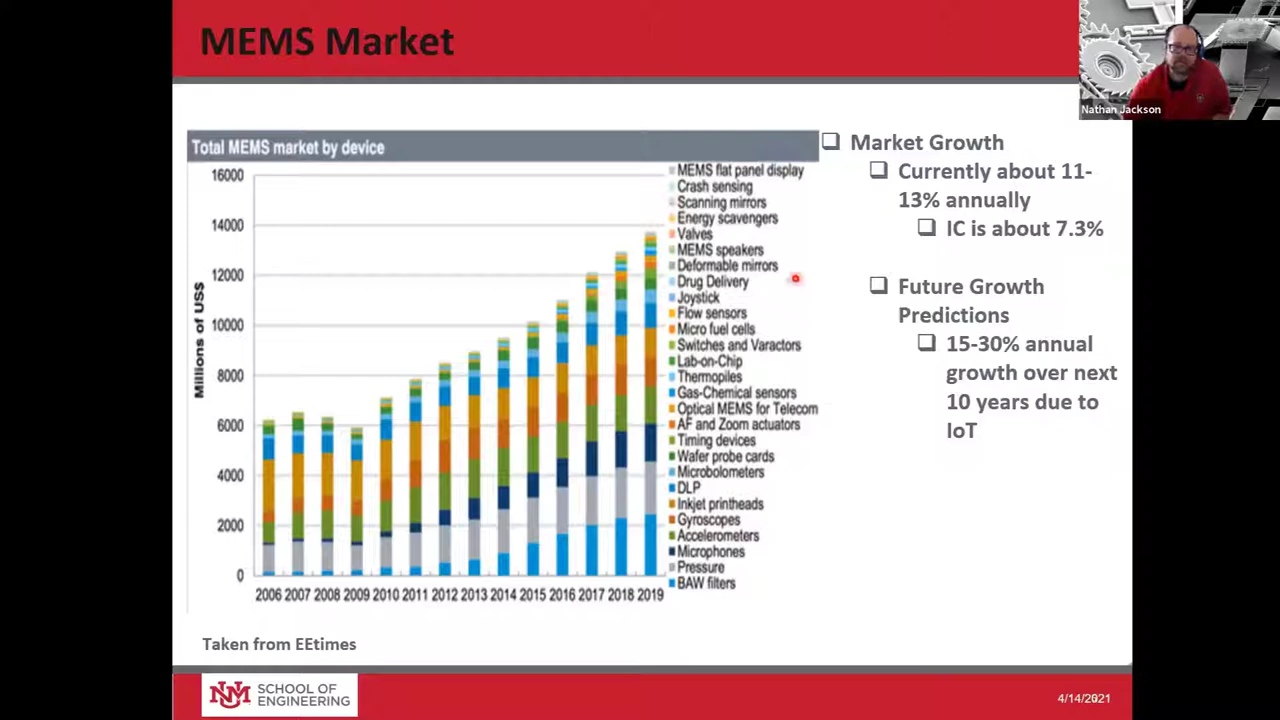 MEMS Market
Nathan Jackson
Total MEMS market by device
16000
14000
12000
10000
8000
6000
4000
2000
0
Millions of US$
2006 2007 2008 2009 2010 2011 2012 2013 2014 2015 2016 2017 2018 2019
MEMS flat panel display
Crash sensing
Scanning mirrors
Energy scavengers
Valves
MEMS speakers
Deformable mirrors
Drug Delivery
Joystick
Flow sensors
Micro fuel cells
Switches and Varactors
Lab-on-Chip
Thermopiles
Gas-Chemical sensors
Optical MEMS for Telecom
AF and Zoom actuators
Timing devices
Wafer probe cards
Microbolometers
DLP
Inkjet printheads
Gyroscopes
Accelerometers
Microphones
Pressure
BAW filters
Market Growth
Currently about 11-
13% annually
IC is about 7.3%
Future Growth
Predictions
15-30% annual
growth over next
10 years due to
IoT
Taken from EEtimes
UNM
SCHOOL OF
ENGINEERING
4/14/2021